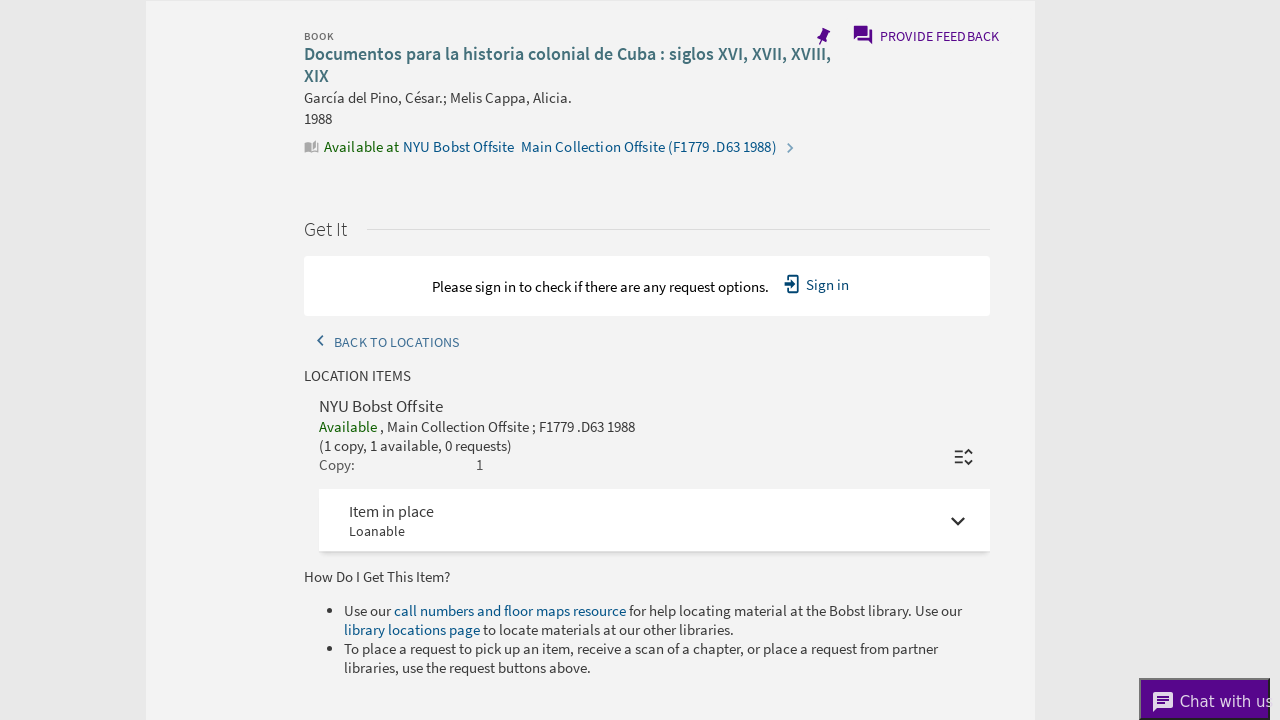 BOOK
Documentos para la historia colonial de Cuba : siglos XVI, XVII, XVIII,
XIX
García del Pino, César.; Melis Cappa, Alicia.
1988
Available at NYU Bobst Offsite Main Collection Offsite (F1779 .D63 1988)
PROVIDE FEEDBACK
Get It
Please sign in to check if there are any request options. Sign in
BACK TO LOCATIONS
LOCATION ITEMS
NYU Bobst Offsite
Available , Main Collection Offsite ; F1779 .D63 1988
(1 copy, 1 available, 0 requests)
Copy: 1
Item in place
Loanable
How Do I Get This Item?
Use our call numbers and floor maps resource for help locating material at the Bobst library. Use our
library locations page to locate materials at our other libraries.
To place a request to pick up an item, receive a scan of a chapter, or place a request from partner
libraries, use the request buttons above.
Chat with us